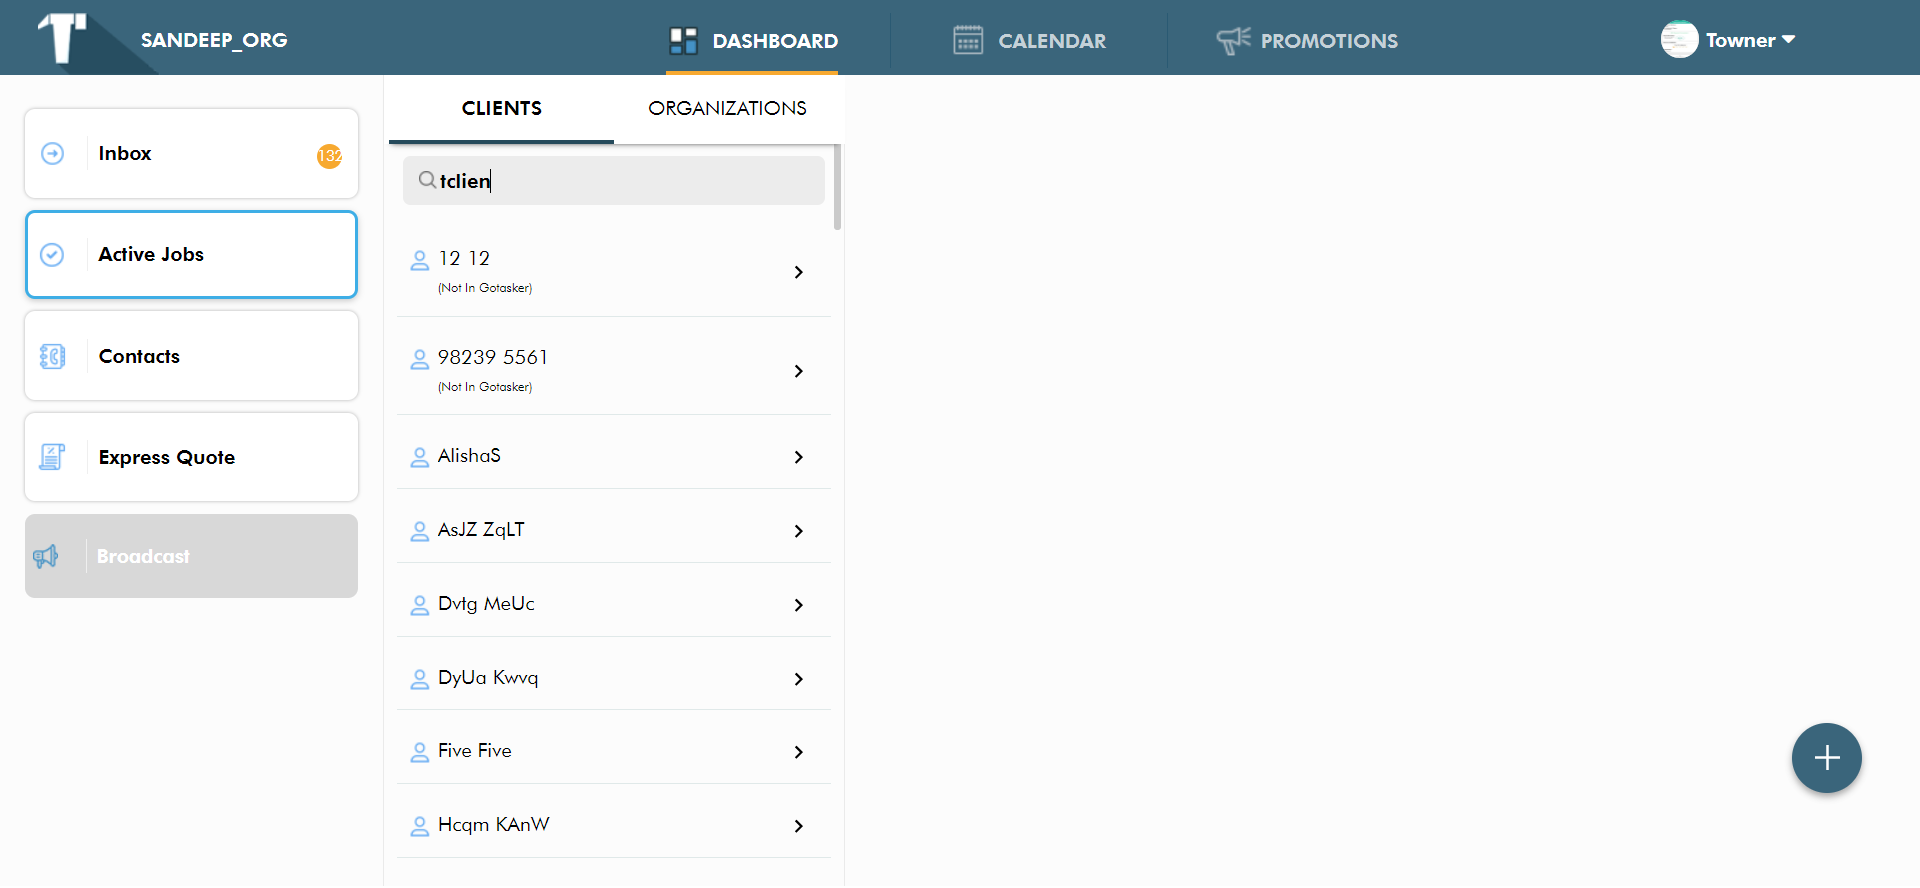 SANDEEP_ORG
DASHBOARD
CALENDAR
PROMOTIONS
Towner
Inbox
132
Active Jobs
Contacts
Express Quote
Broadcast
CLIENTS
ORGANIZATIONS
tclien
12 12
(Not In Gotasker)
98239 5561
(Not In Gotasker)
AlishaS
AsJZ ZqLT
Dvtg MeUc
DyUa Kwvq
Five Five
Hcqm KAnW